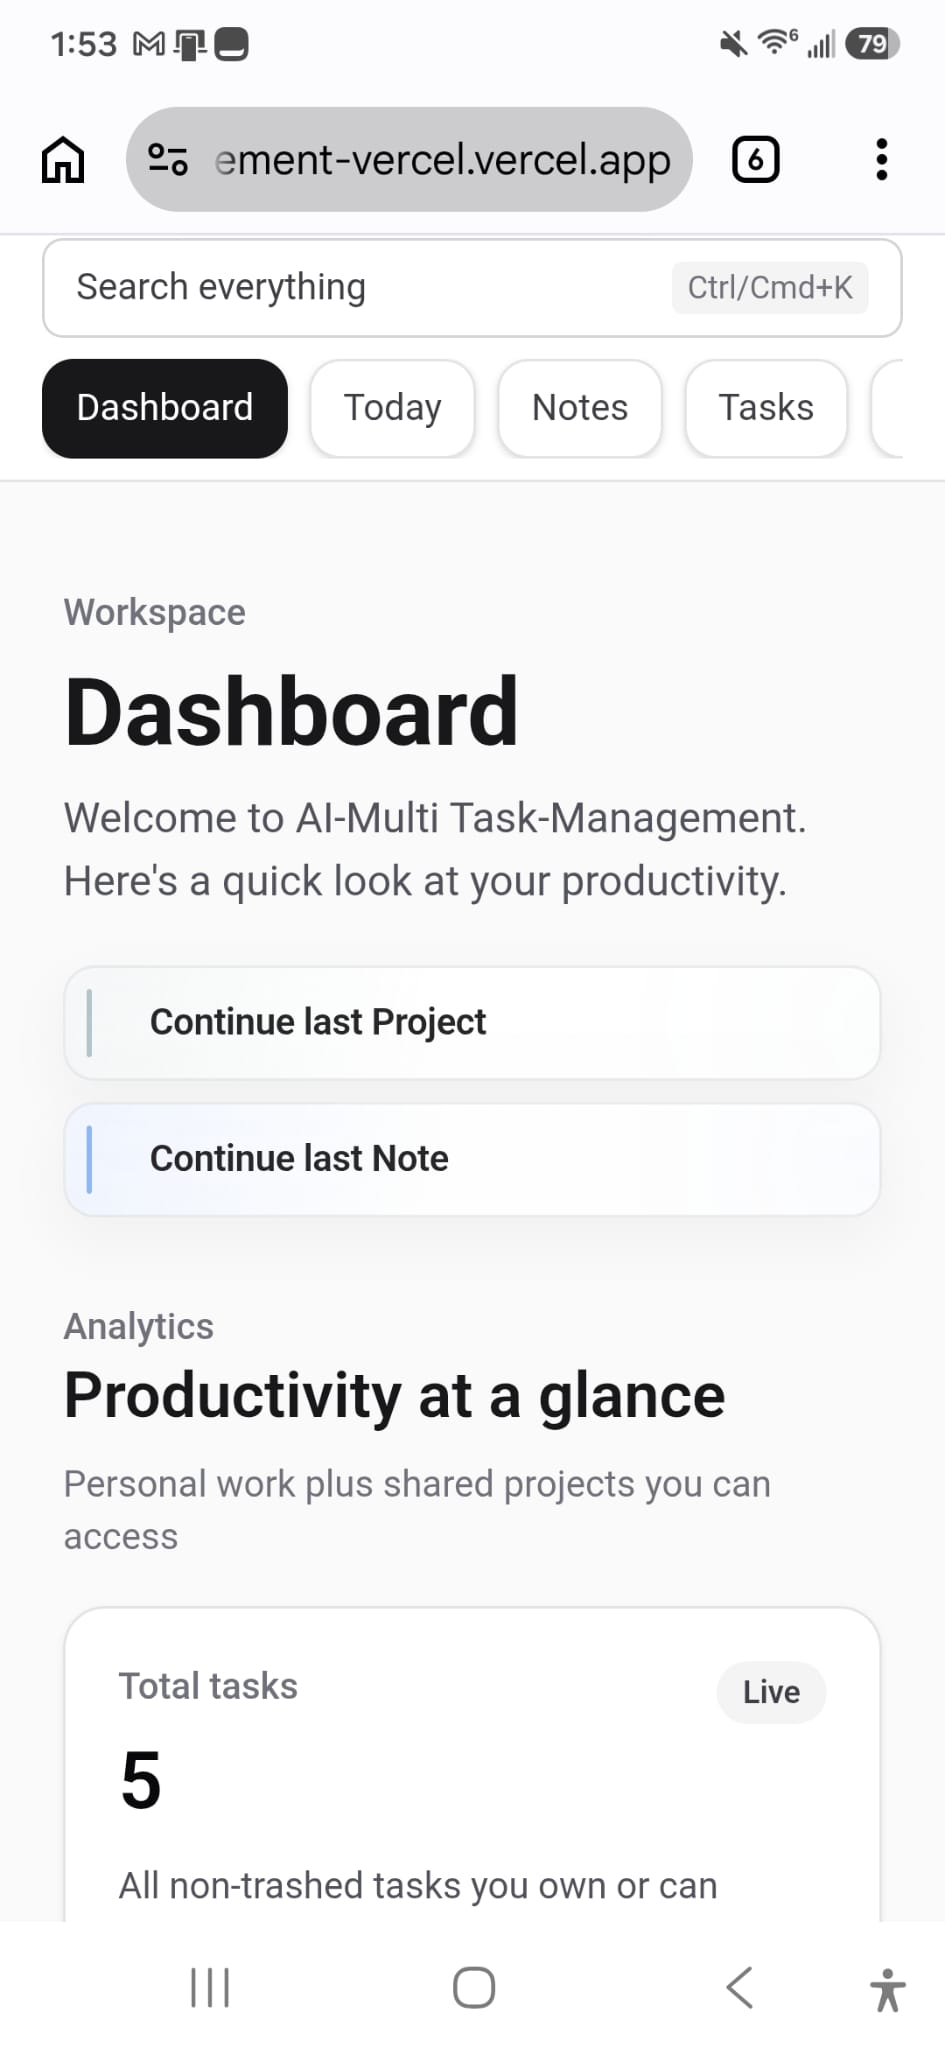 1:53
6
79
ement-vercel.vercel.app
6
Search everything
Ctrl/Cmd+K
Dashboard
Today
Notes
Tasks
Workspace
Dashboard
Welcome to AI-Multi Task-Management.
Here's a quick look at your productivity.
Continue last Project
Continue last Note
Analytics
Productivity at a glance
Personal work plus shared projects you can
access
Total tasks
Live
5
All non-trashed tasks you own or can